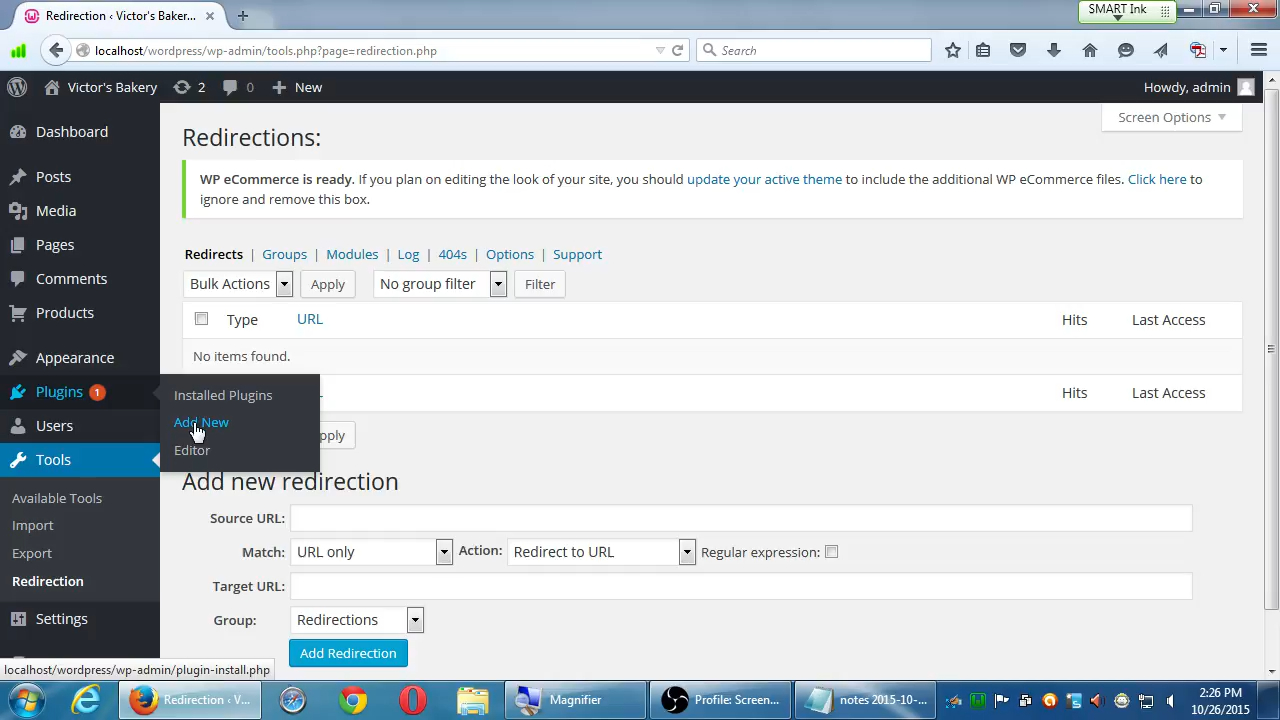 Redirection ‹ Victor's Bakery...
SMART Ink
localhost/wordpress/wp-admin/tools.php?page=redirection.php
Search
Victor's Bakery
2
0
New
Howdy, admin
Screen Options
Dashboard
Posts
Media
Pages
Comments
Products
Appearance
Plugins 1
Users
Tools
Available Tools
Import
Export
Redirection
Settings
Installed Plugins
Add New
Editor
Redirections:
WP eCommerce is ready. If you plan on editing the look of your site, you should update your active theme to include the additional WP eCommerce files. Click here to
ignore and remove this box.
Redirects | Groups | Modules | Log | 404s | Options | Support
Bulk Actions Apply No group filter Filter
Type URL Hits Last Access
No items found.
Hits Last Access
Add new redirection
Source URL:
Match: URL only Action: Redirect to URL Regular expression:
Target URL:
Group: Redirections
Add Redirection
localhost/wordpress/wp-admin/plugin-install.php
Redirection ‹ V...
Magnifier
Profile: Screen...
notes 2015-10-...
2:26 PM
10/26/2015